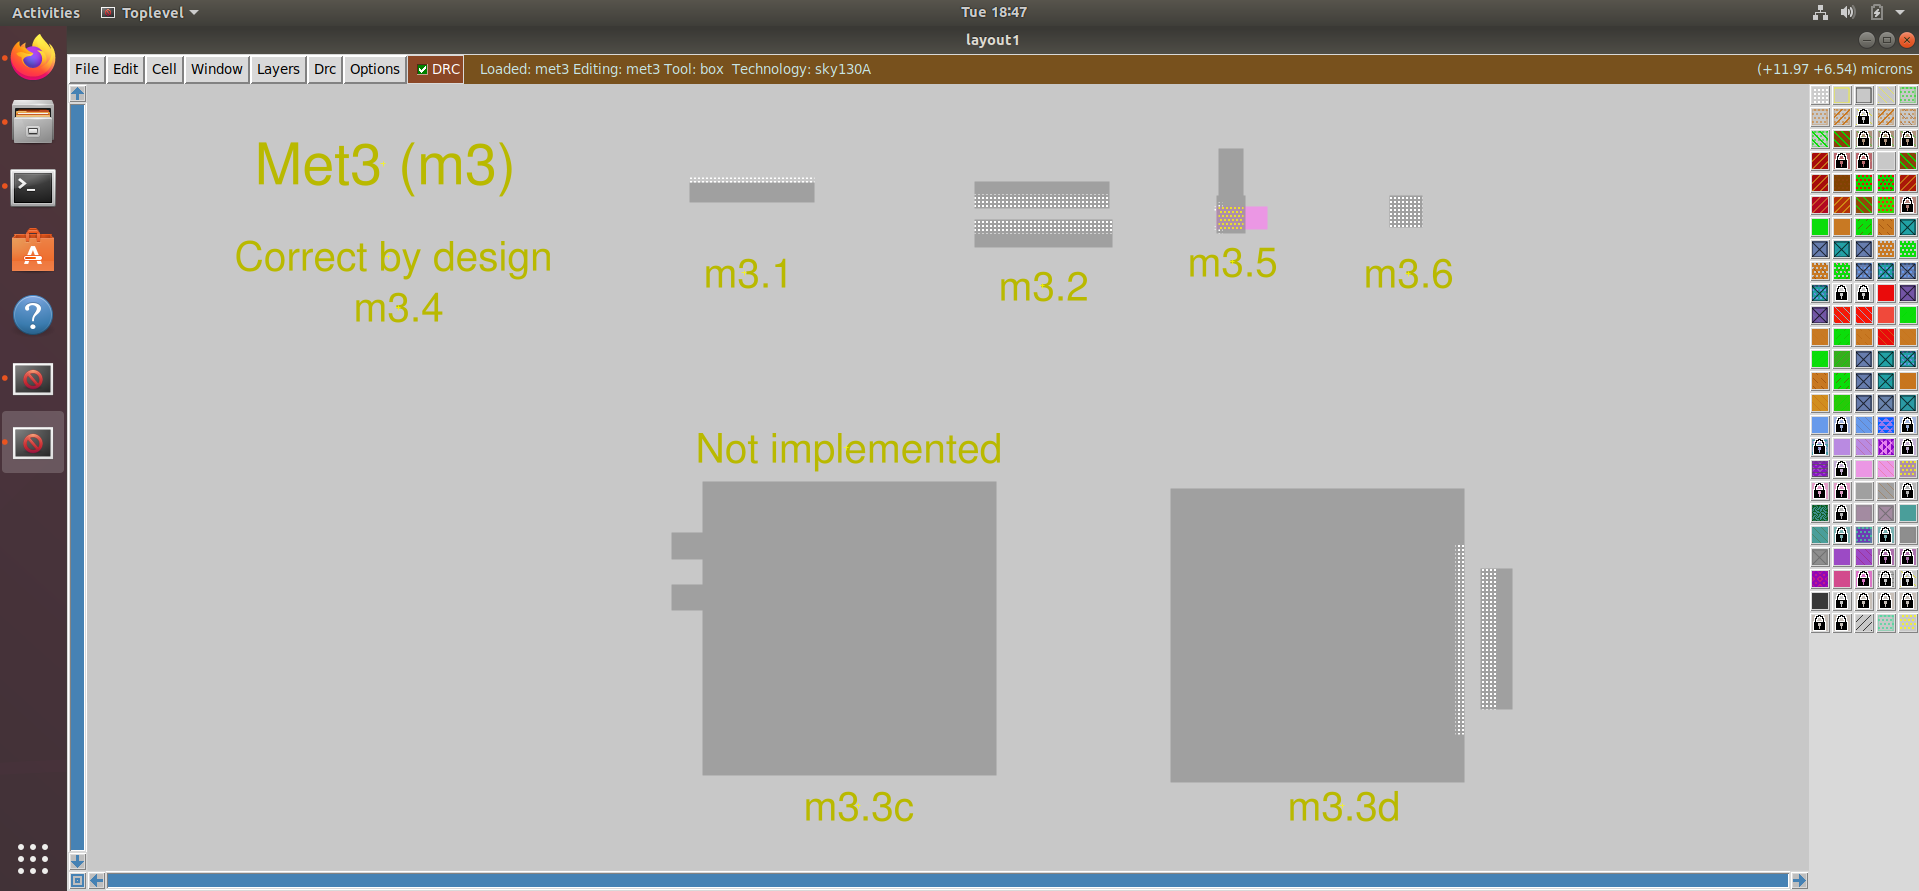 Activities
Toplevel
Tue 18:47
layout1
File Edit Cell Window Layers Drc Options DRC Loaded: met3 Editing: met3 Tool: box Technology: sky130A (+11.97 +6.54) microns
Met3 (m3)
Correct by design
m3.4
m3.1
m3.2
m3.5
m3.6
Not implemented
m3.3c
m3.3d